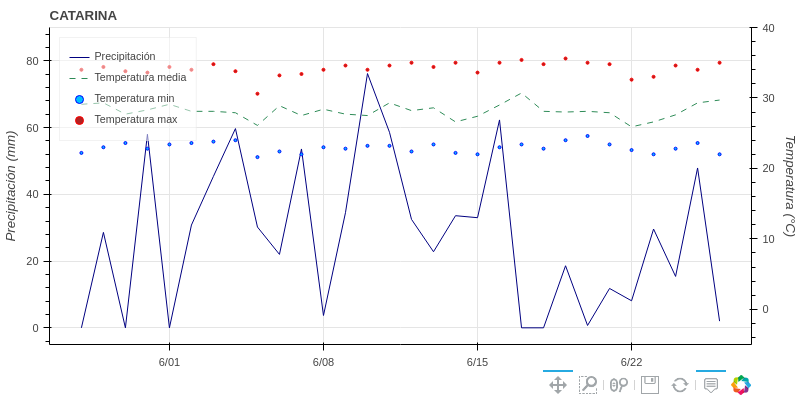 CATARINA
Precipitación
Temperatura media
Temperatura min
Temperatura max
80
60
40
20
0
Precipitación (mm)
40
30
20
10
0
Temperatura (°C)
6/01
6/08
6/15
6/22